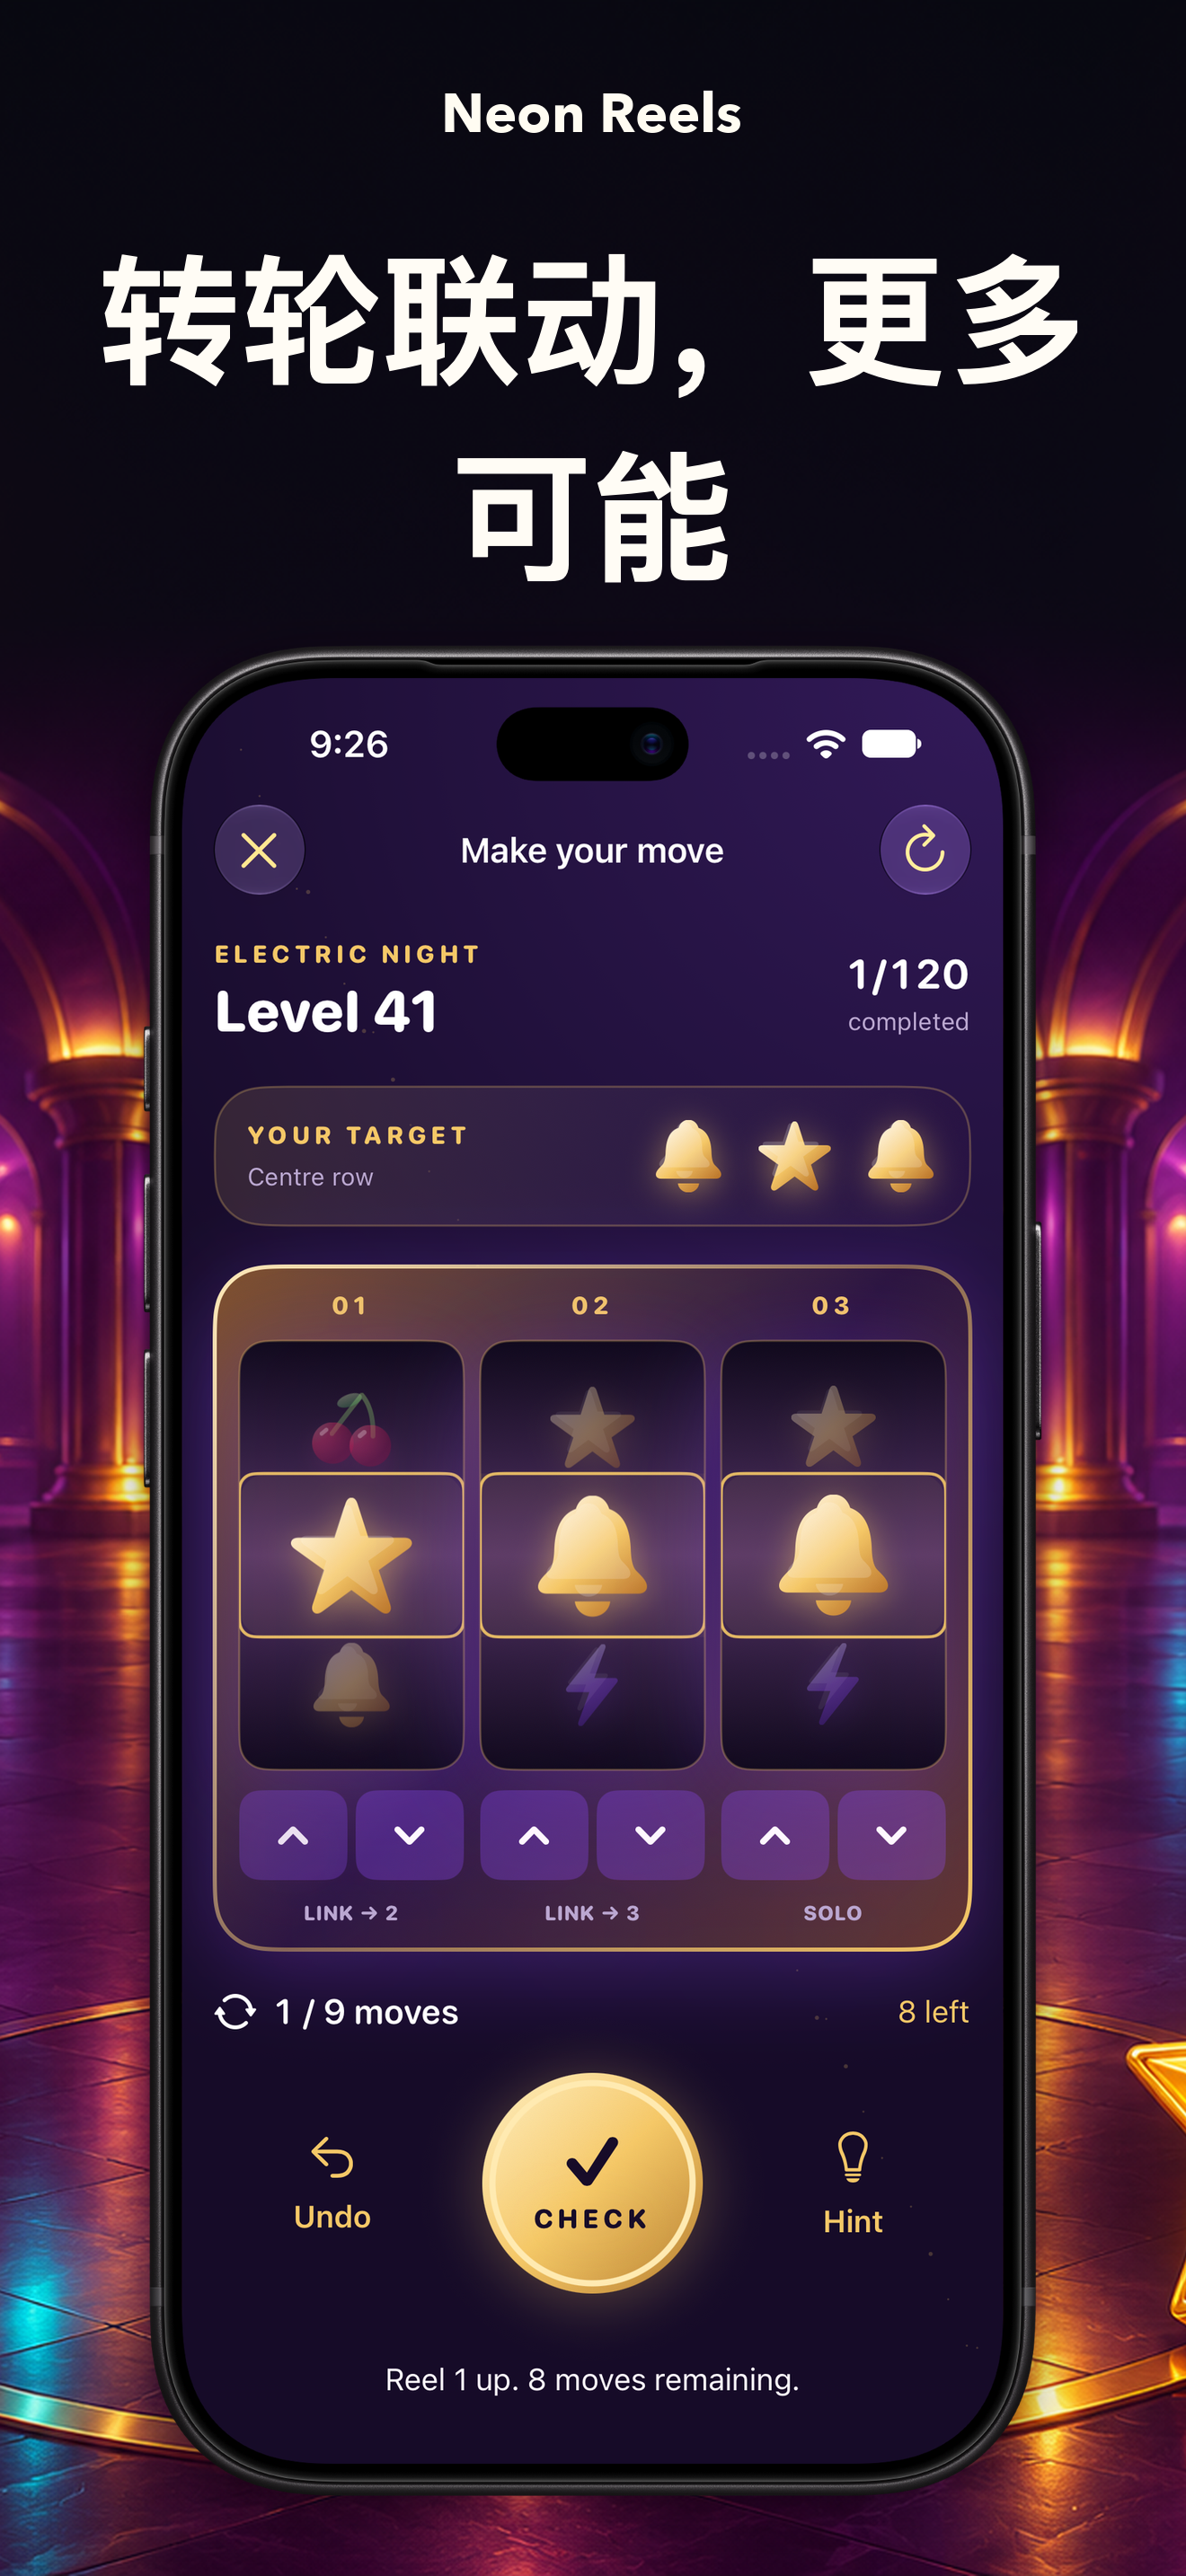 Neon Reels
转轮联动，更多
可能
9:26
Make your move
ELECTRIC NIGHT
Level 41
1/120
completed
YOUR TARGET
Centre row
01 02 03
LINK → 2 LINK → 3 SOLO
1 / 9 moves
8 left
Undo
CHECK
Hint
Reel 1 up. 8 moves remaining.